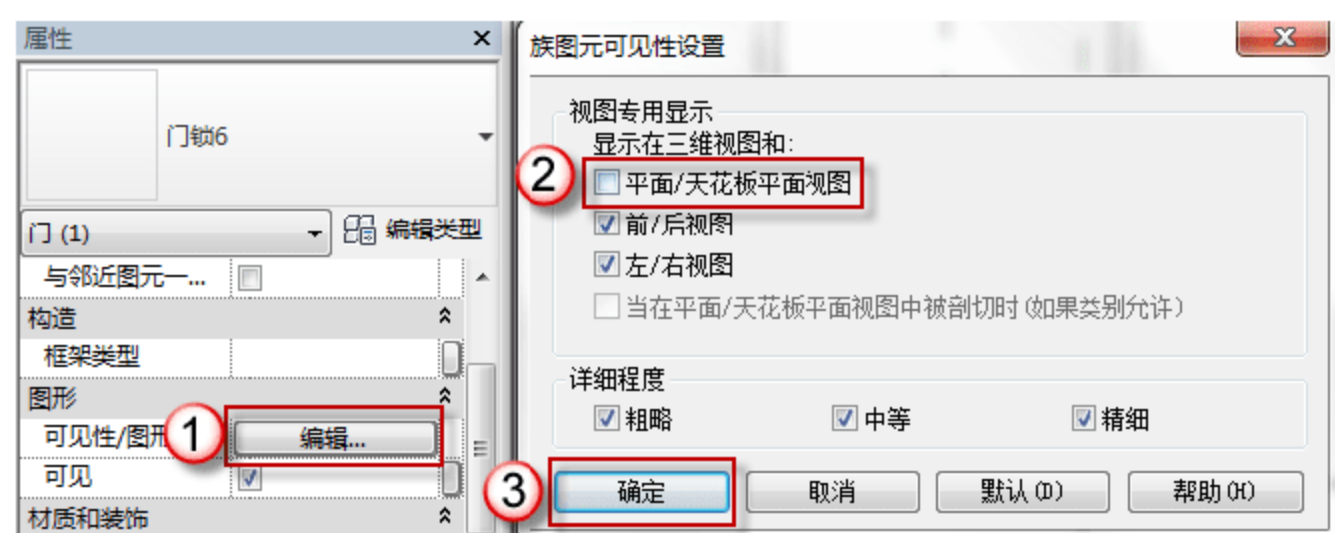 属性
门锁6
门 (1)
编辑类型
与邻近图元一...
构造
框架类型
图形
可见性/图形
1
编辑...
可见
材质和装饰
族图元可见性设置
视图专用显示
显示在三维视图和:
2
平面/天花板平面视图
前/后视图
左/右视图
当在平面/天花板平面视图中被剖切时(如果类别允许)
详细程度
粗略 中等 精细
3
确定 取消 默认(D) 帮助(H)